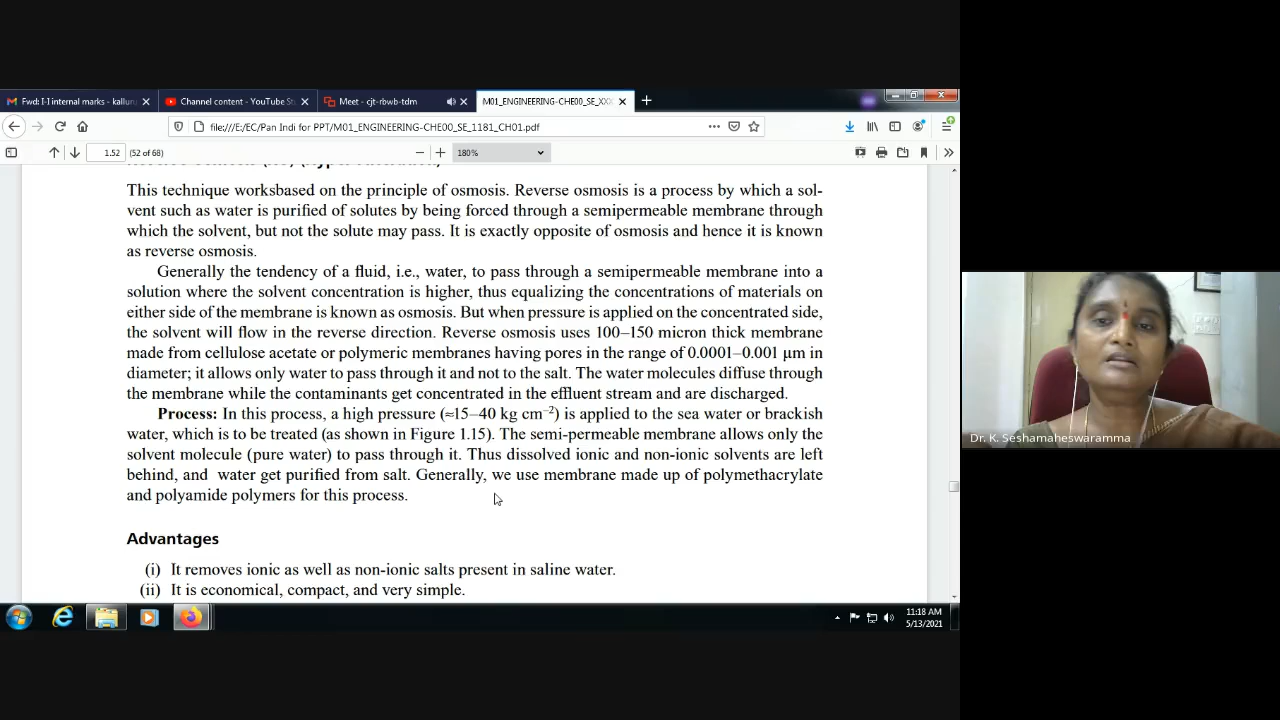 Fwd: I-I internal marks - kallur
Channel content - YouTube St
Meet - cjt-rbwb-tdm
M01_ENGINEERING-CHE00_SE_XXX
file:///E/EC/Pan Indi for PPT/M01_ENGINEERING-CHE00_SE_1181_CH01.pdf
1.52
(52 of 68)
180%
This technique worksbased on the principle of osmosis. Reverse osmosis is a process by which a sol-
vent such as water is purified of solutes by being forced through a semipermeable membrane through
which the solvent, but not the solute may pass. It is exactly opposite of osmosis and hence it is known
as reverse osmosis.
Generally the tendency of a fluid, i.e., water, to pass through a semipermeable membrane into a
solution where the solvent concentration is higher, thus equalizing the concentrations of materials on
either side of the membrane is known as osmosis. But when pressure is applied on the concentrated side,
the solvent will flow in the reverse direction. Reverse osmosis uses 100–150 micron thick membrane
made from cellulose acetate or polymeric membranes having pores in the range of 0.0001–0.001 μm in
diameter; it allows only water to pass through it and not to the salt. The water molecules diffuse through
the membrane while the contaminants get concentrated in the effluent stream and are discharged.
Process: In this process, a high pressure (≈15–40 kg cm⁻²) is applied to the sea water or brackish
water, which is to be treated (as shown in Figure 1.15). The semi-permeable membrane allows only the
solvent molecule (pure water) to pass through it. Thus dissolved ionic and non-ionic solvents are left
behind, and water get purified from salt. Generally, we use membrane made up of polymethacrylate
and polyamide polymers for this process.
Advantages
(i) It removes ionic as well as non-ionic salts present in saline water.
(ii) It is economical, compact, and very simple.
Dr. K. Seshamaheswaramma
11:18 AM
5/13/2021